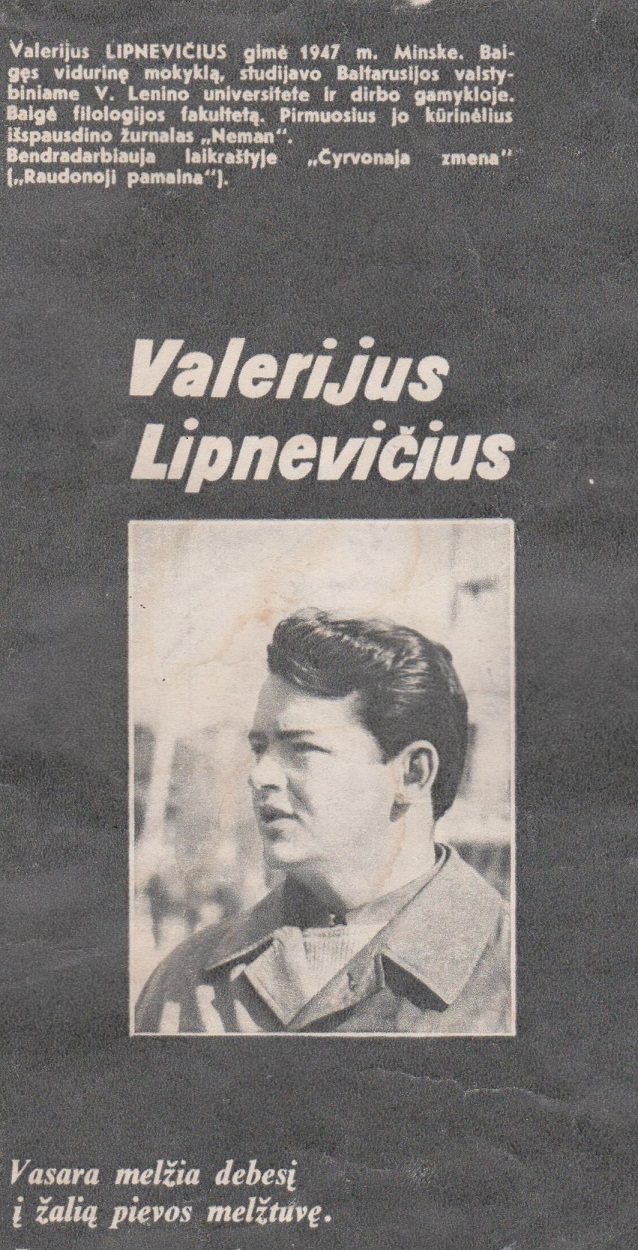 Valerijus LIPNEVIČIUS gimė 1947 m. Minske. Bai-
gęs vidurinę mokyklą, studijavo Baltarusijos valsty-
biniame V. Lenino universitete ir dirbo gamykloje.
Baigė filologijos fakultetą. Pirmuosius jo kūrinėlius
išspausdino žurnalas „Neman“.
Bendradarbiauja laikraštyje „Čyrvonaja zmena“
(„Raudonoji pamaina“).
Valerijus
Lipnevičius
Vasara melžia debesį
į žalią pievos melžtuvę.